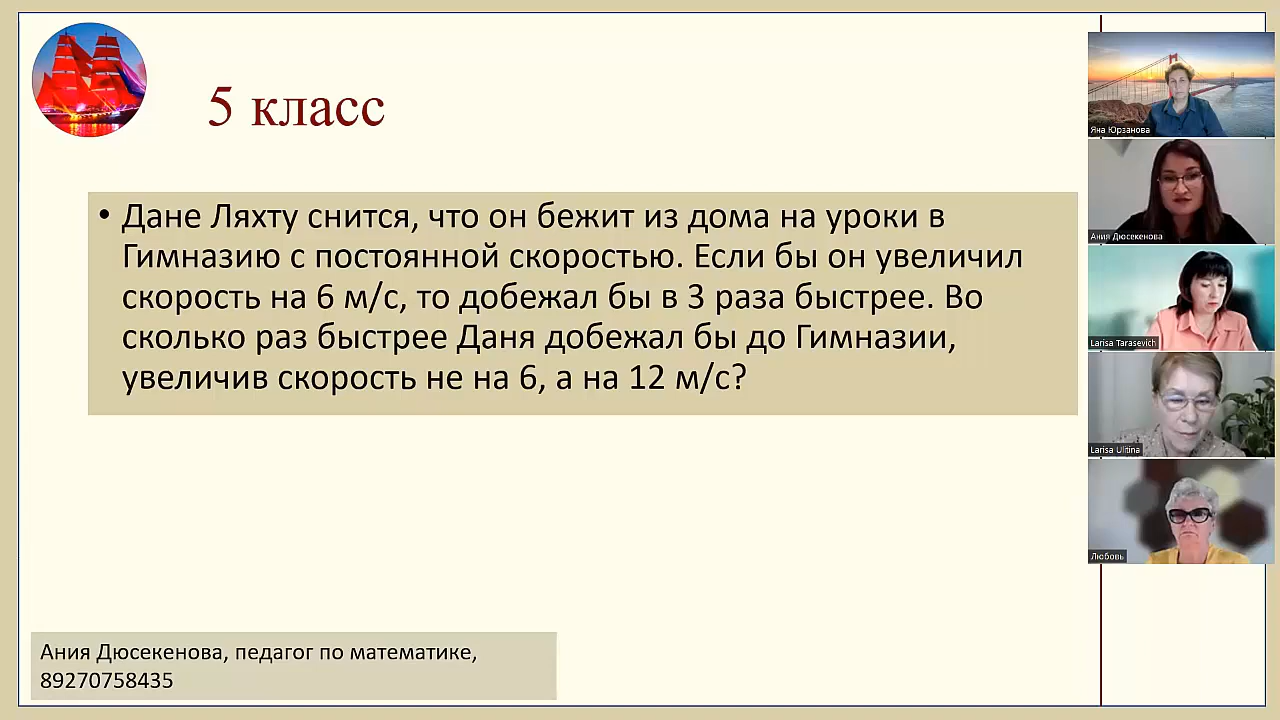 5 класс
• Дане Ляхту снится, что он бежит из дома на уроки в
Гимназию с постоянной скоростью. Если бы он увеличил
скорость на 6 м/с, то добежал бы в 3 раза быстрее. Во
сколько раз быстрее Даня добежал бы до Гимназии,
увеличив скорость не на 6, а на 12 м/с?
Ания Дюсекенова, педагог по математике,
89270758435
Яна Юрзанова
Ания Дюсекенова
Larisa Tarasevich
Larisa Ulitina
Любовь